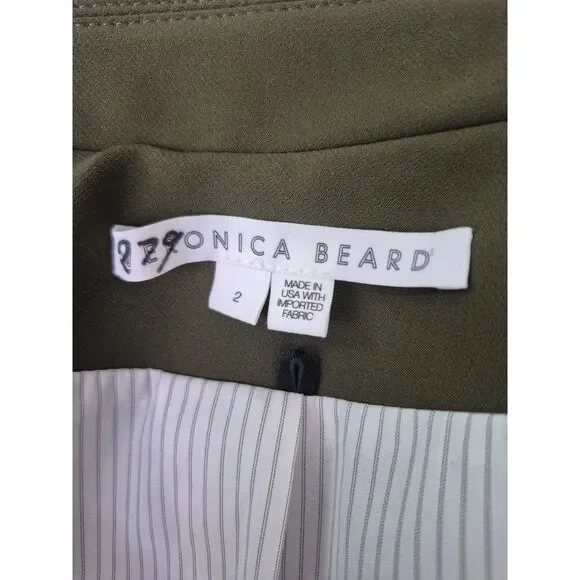 ONICA BEARD
2
MADE IN
USA WITH
IMPORTED
FABRIC